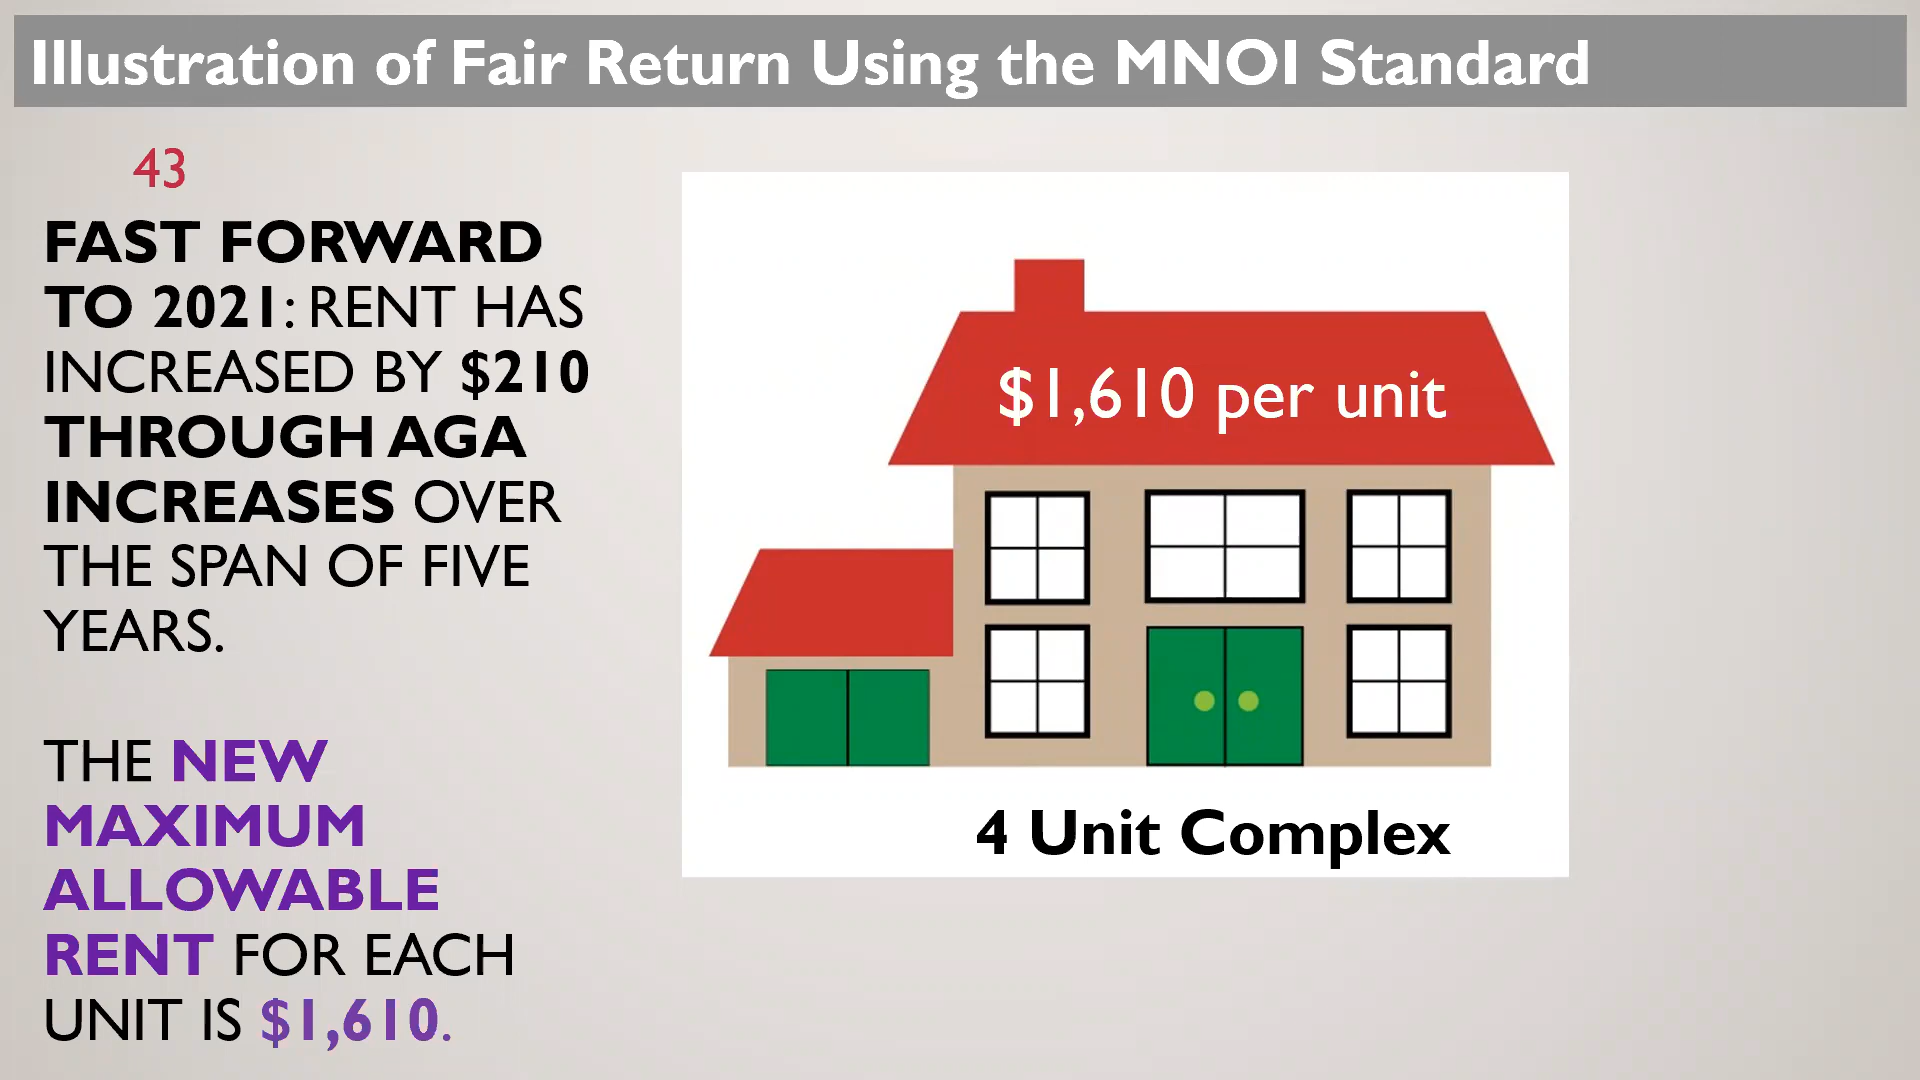 Illustration of Fair Return Using the MNOI Standard
43
FAST FORWARD
TO 2021: RENT HAS
INCREASED BY $210
THROUGH AGA
INCREASES OVER
THE SPAN OF FIVE
YEARS.
THE NEW
MAXIMUM
ALLOWABLE
RENT FOR EACH
UNIT IS $1,610.
$1,610 per unit
4 Unit Complex